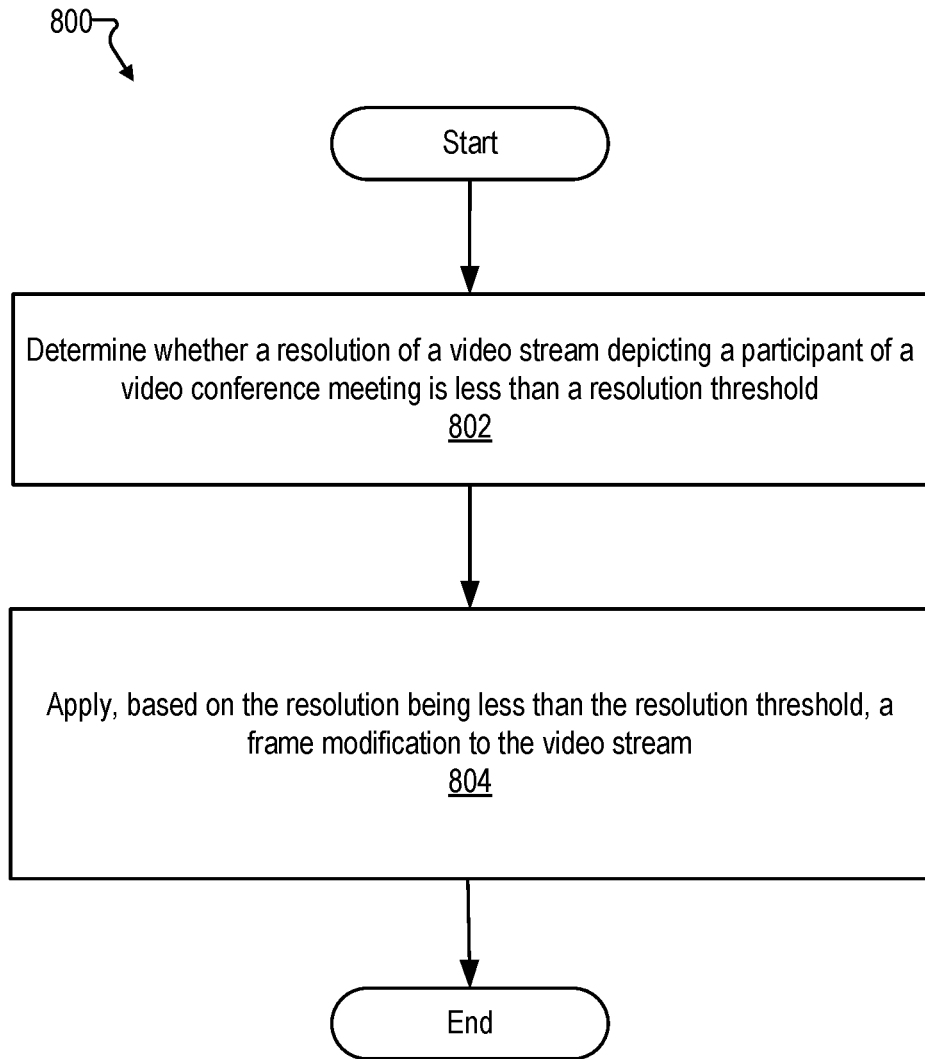 800
Start
Determine whether a resolution of a video stream depicting a participant of a
video conference meeting is less than a resolution threshold
802
Apply, based on the resolution being less than the resolution threshold, a
frame modification to the video stream
804
End